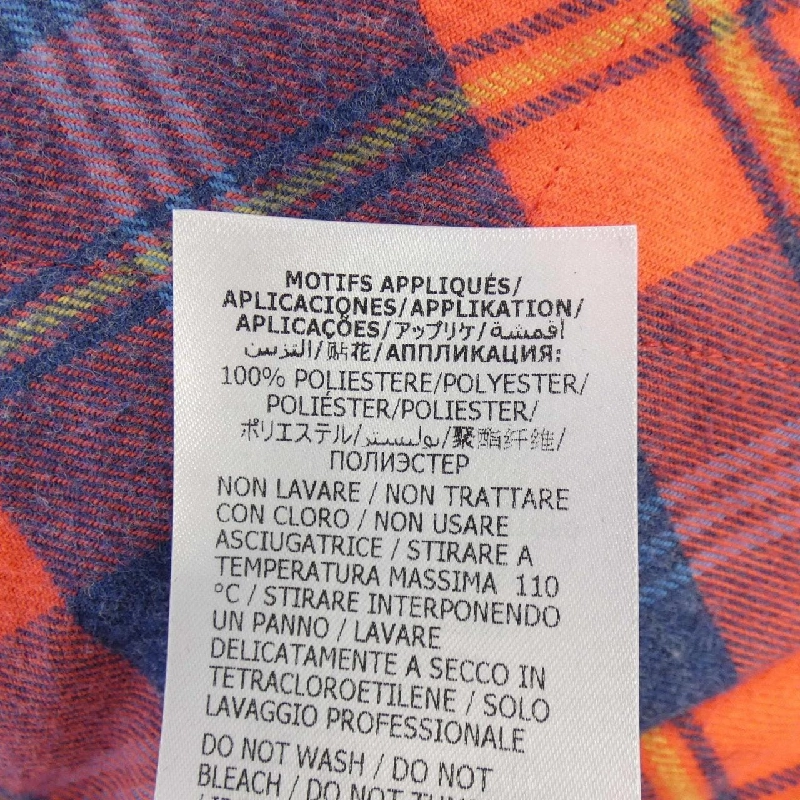 MOTIFS APPLIQUÉS/
APLICACIONES/APPLIKATION/
APLICAÇÕES/アップリケ/أقمشة
التزيين/贴花/АППЛИКАЦИЯ:
100% POLIESTERE/POLYESTER/
POLIÉSTER/POLIESTER/
ポリエステル/بوليستر/聚酯纤维/
ПОЛИЭСТЕР
NON LAVARE / NON TRATTARE
CON CLORO / NON USARE
ASCIUGATRICE / STIRARE A
TEMPERATURA MASSIMA 110
°C / STIRARE INTERPONENDO
UN PANNO / LAVARE
DELICATAMENTE A SECCO IN
TETRACLOROETILENE / SOLO
LAVAGGIO PROFESSIONALE
DO NOT WASH / DO NOT
BLEACH / DO NOT